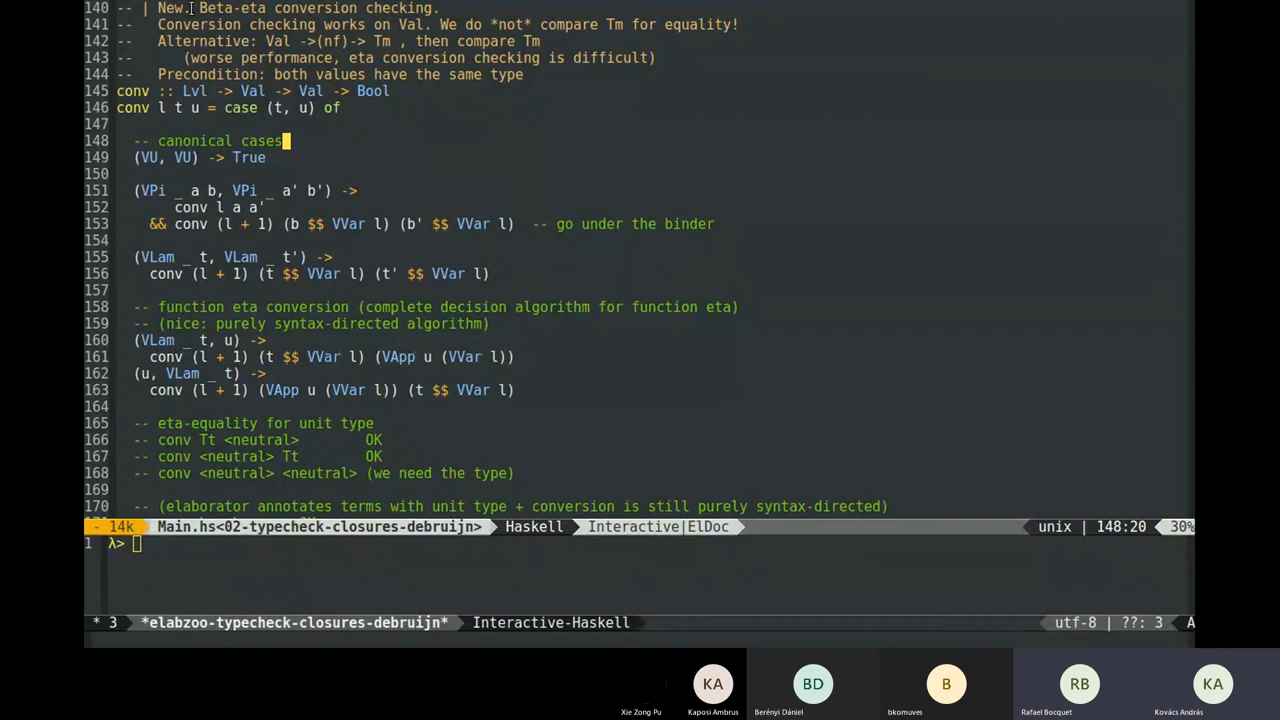 140 -- | New. Beta-eta conversion checking.
141 --   Conversion checking works on Val. We do *not* compare Tm for equality!
142 --   Alternative: Val ->(nf)-> Tm , then compare Tm
143 --      (worse performance, eta conversion checking is difficult)
144 --   Precondition: both values have the same type
145 conv :: Lvl -> Val -> Val -> Bool
146 conv l t u = case (t, u) of
147
148   -- canonical cases
149   (VU, VU) -> True
150
151   (VPi _ a b, VPi _ a' b') ->
152        conv l a a'
153     && conv (l + 1) (b $$ VVar l) (b' $$ VVar l)  -- go under the binder
154
155   (VLam _ t, VLam _ t') ->
156     conv (l + 1) (t $$ VVar l) (t' $$ VVar l)
157
158   -- function eta conversion (complete decision algorithm for function eta)
159   -- (nice: purely syntax-directed algorithm)
160   (VLam _ t, u) ->
161     conv (l + 1) (t $$ VVar l) (VApp u (VVar l))
162   (u, VLam _ t) ->
163     conv (l + 1) (VApp u (VVar l)) (t $$ VVar l)
164
165   -- eta-equality for unit type
166   -- conv Tt <neutral>        OK
167   -- conv <neutral> Tt        OK
168   -- conv <neutral> <neutral> (we need the type)
169
170   -- (elaborator annotates terms with unit type + conversion is still purely syntax-directed)
- 14k Main.hs<02-typecheck-closures-debruijn> Haskell Interactive|ElDoc unix | 148:20 30%
1 λ>
* 3 *elabzoo-typecheck-closures-debruijn* Interactive-Haskell utf-8 | ??: 3 A
KA BD B RB KA
Xie Zong Pu Kaposi Ambrus Berényi Dániel bkomuves Rafael Bocquet Kovács András